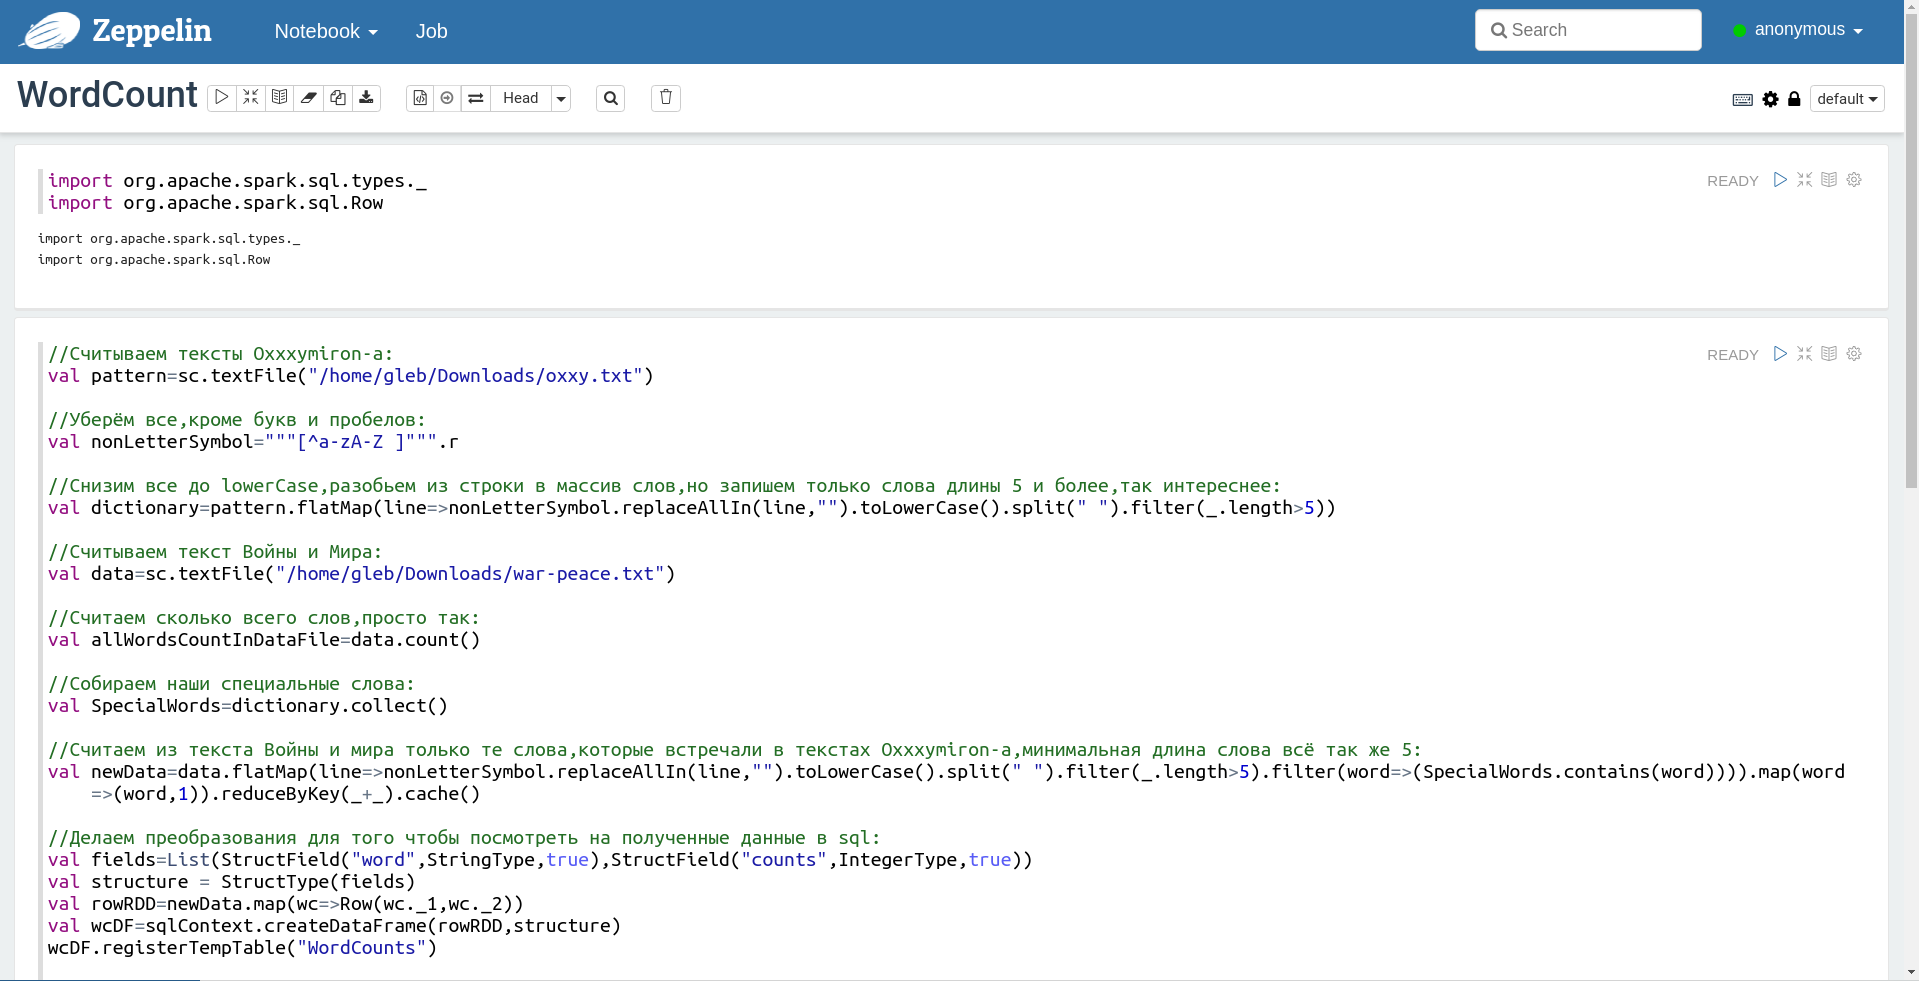 Zeppelin
Notebook
Job
Search
anonymous
WordCount
Head
default
import org.apache.spark.sql.types._
import org.apache.spark.sql.Row
READY
import org.apache.spark.sql.types._
import org.apache.spark.sql.Row
//Считываем тексты Oxxxymiron-а:
READY
val pattern=sc.textFile("/home/gleb/Downloads/oxxy.txt")
//Уберём все,кроме букв и пробелов:
val nonLetterSymbol="""[^a-zA-Z ]""".r
//Снизим все до lowerCase,разобьем из строки в массив слов,но запишем только слова длины 5 и более,так интереснее:
val dictionary=pattern.flatMap(line=>nonLetterSymbol.replaceAllIn(line,"").toLowerCase().split(" ").filter(_.length>5))
//Считываем текст Войны и Мира:
val data=sc.textFile("/home/gleb/Downloads/war-peace.txt")
//Считаем сколько всего слов,просто так:
val allWordsCountInDataFile=data.count()
//Собираем наши специальные слова:
val SpecialWords=dictionary.collect()
//Считаем из текста Войны и мира только те слова,которые встречали в текстах Oxxxymiron-а,минимальная длина слова всё так же 5:
val newData=data.flatMap(line=>nonLetterSymbol.replaceAllIn(line,"").toLowerCase().split(" ").filter(_.length>5).filter(word=>(SpecialWords.contains(word)))).map(word
=>(word,1)).reduceByKey(_+_).cache()
//Делаем преобразования для того чтобы посмотреть на полученные данные в sql:
val fields=List(StructField("word",StringType,true),StructField("counts",IntegerType,true))
val structure = StructType(fields)
val rowRDD=newData.map(wc=>Row(wc._1,wc._2))
val wcDF=sqlContext.createDataFrame(rowRDD,structure)
wcDF.registerTempTable("WordCounts")